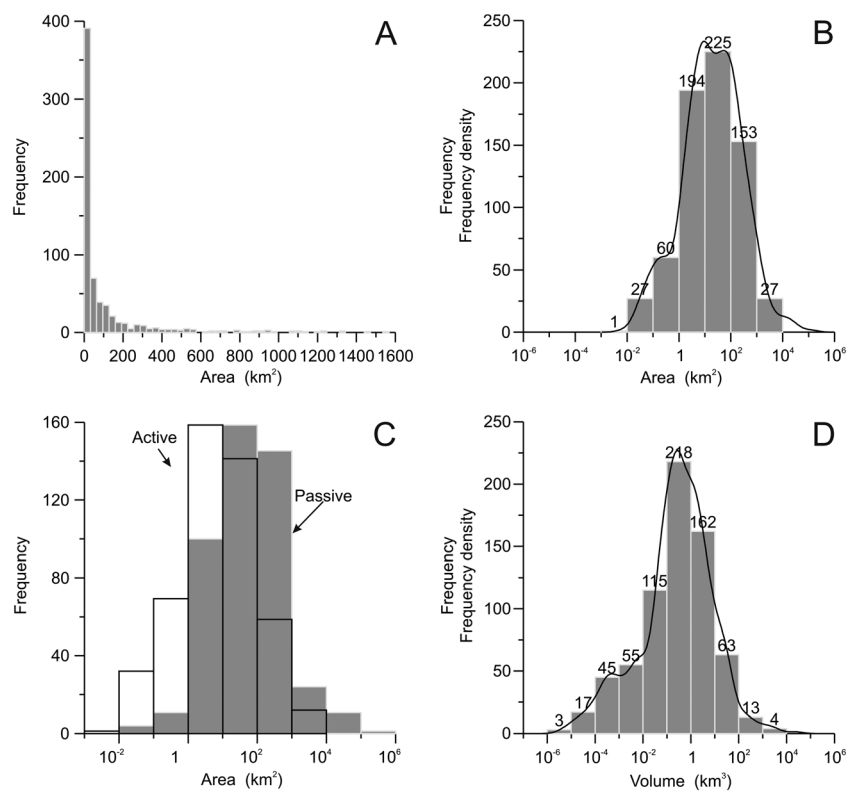 A
Frequency
400
300
200
100
0
0 200 400 600 800 1000 1200 1400 1600
Area (km²)
B
Frequency
Frequency density
250
200
150
100
50
0
1 27 60 194 225 153 27
10⁻⁶ 10⁻⁴ 10⁻² 1 10² 10⁴ 10⁶
Area (km²)
C
Active
Passive
Frequency
160
120
80
40
0
10⁻² 1 10² 10⁴ 10⁶
Area (km²)
D
Frequency
Frequency density
250
200
150
100
50
0
3 17 45 55 115 218 162 63 13 4
10⁻⁶ 10⁻⁴ 10⁻² 1 10² 10⁴ 10⁶
Volume (km³)